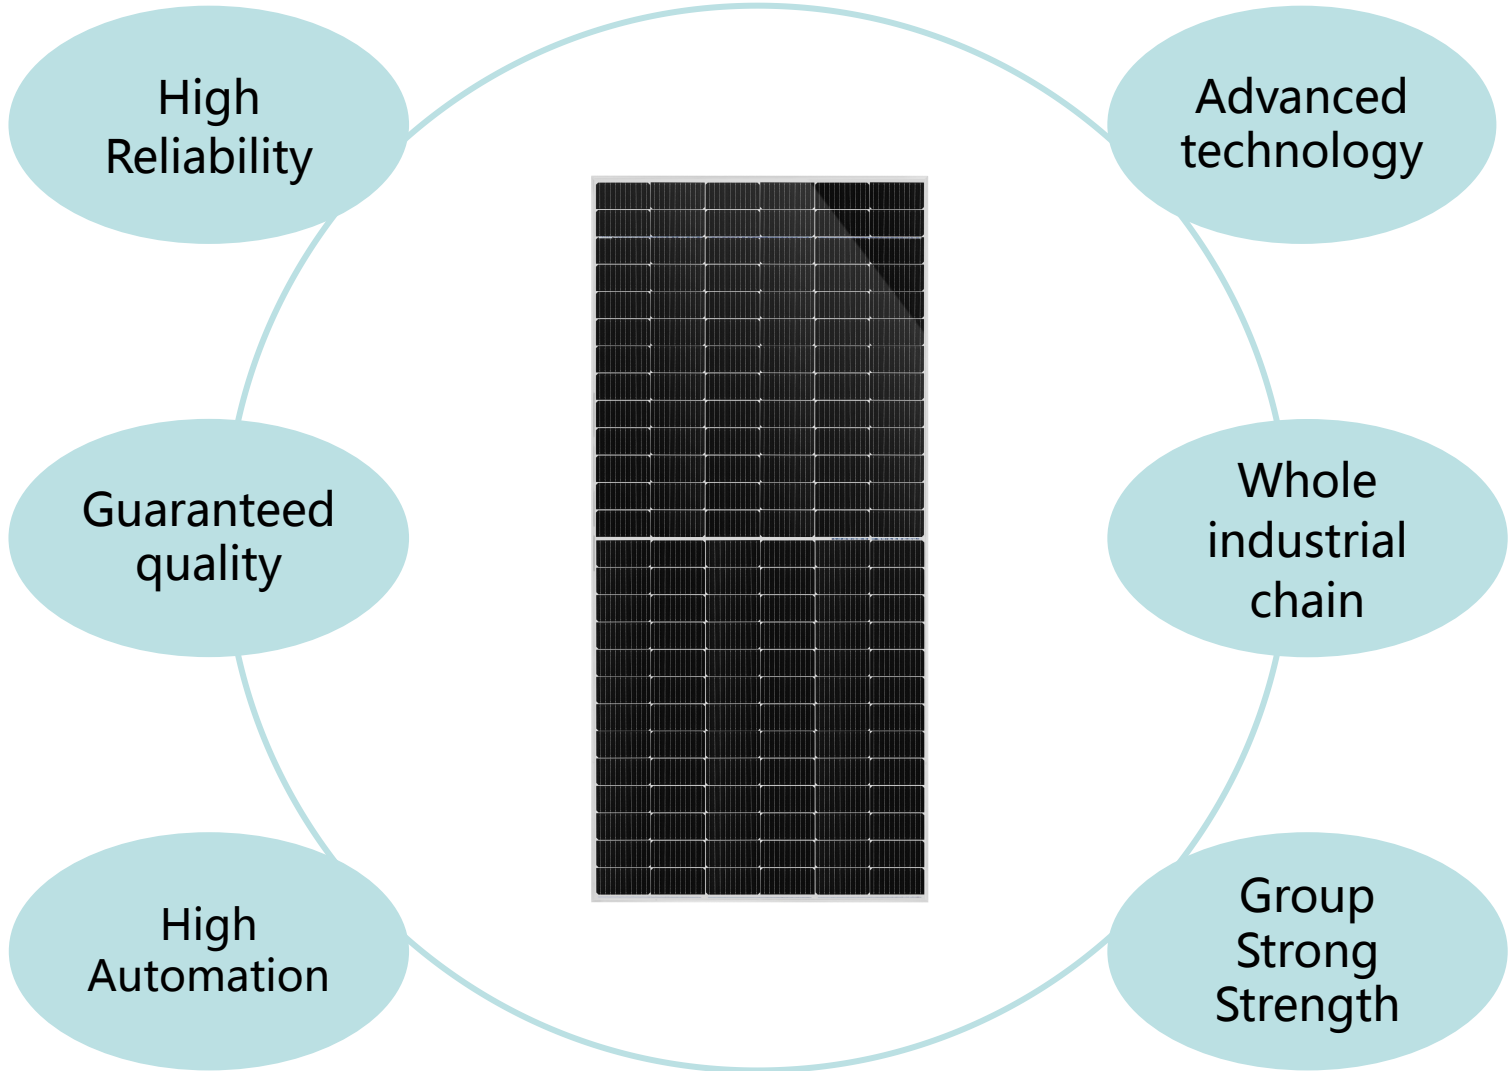 High
Reliability
Advanced
technology
Guaranteed
quality
Whole
industrial
chain
High
Automation
Group
Strong
Strength